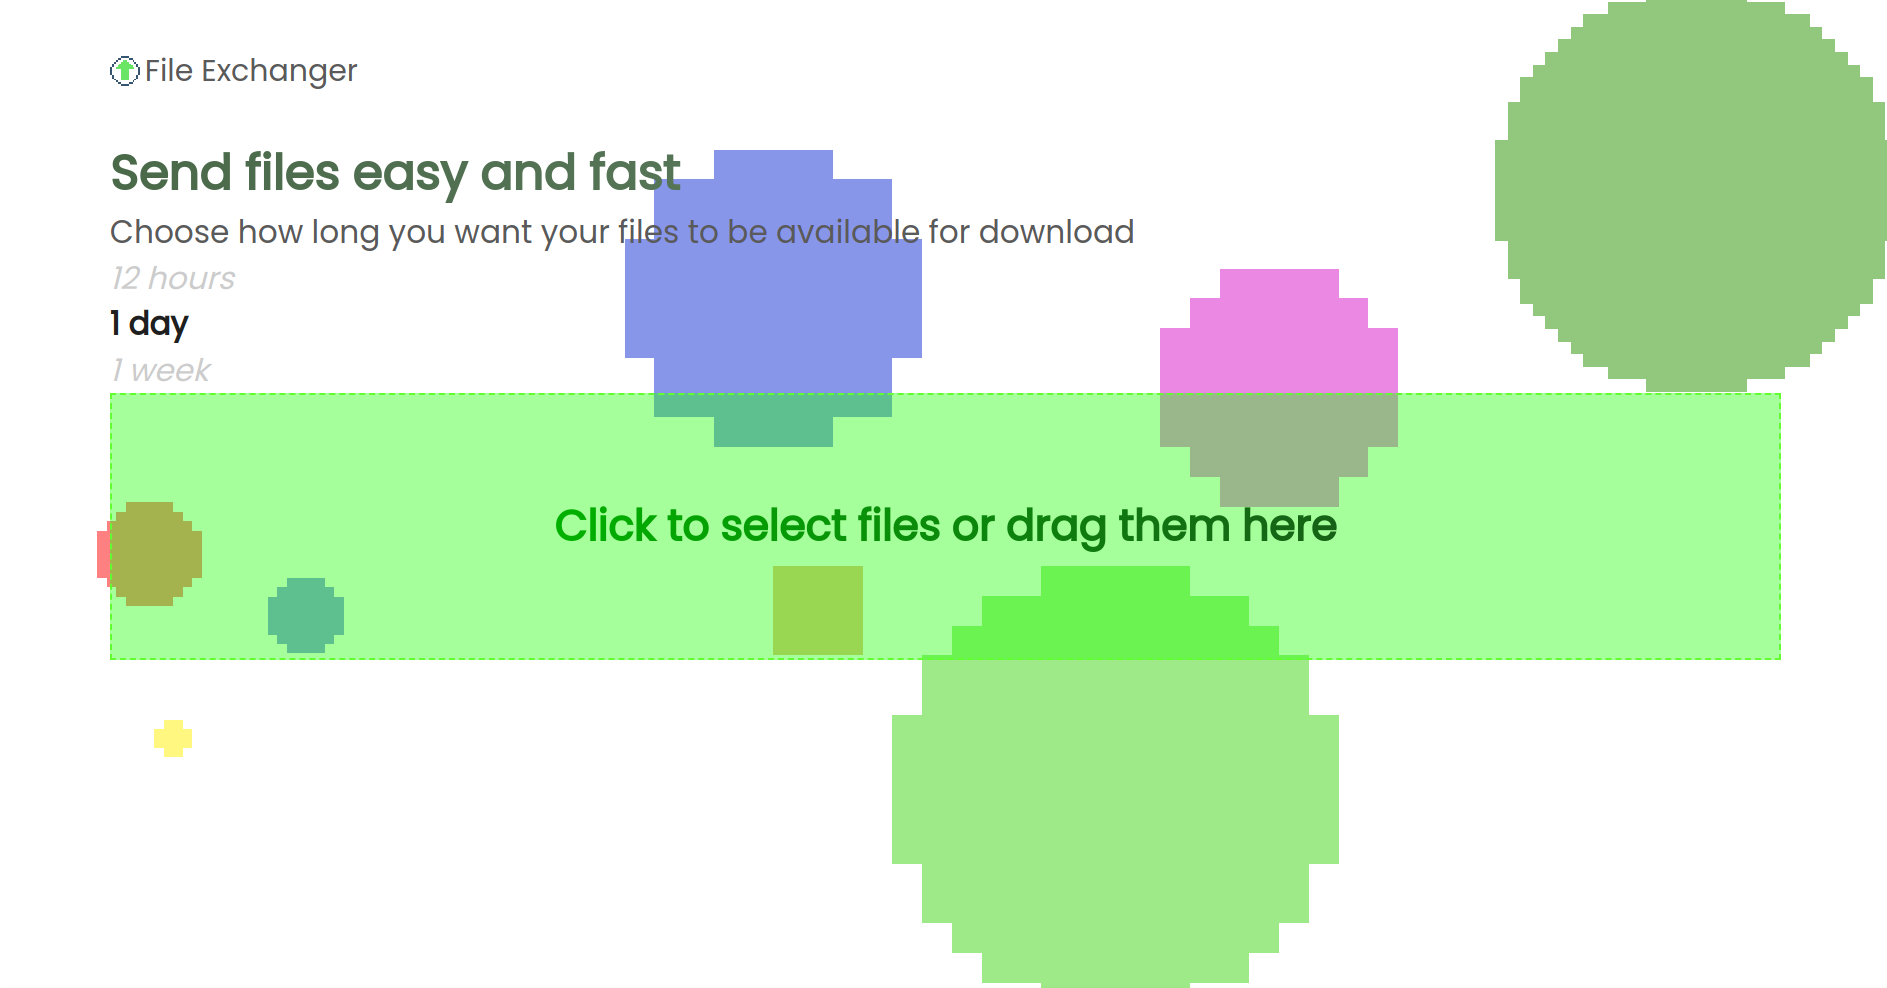 File Exchanger
Send files easy and fast
Choose how long you want your files to be available for download
12 hours
1 day
1 week
Click to select files or drag them here